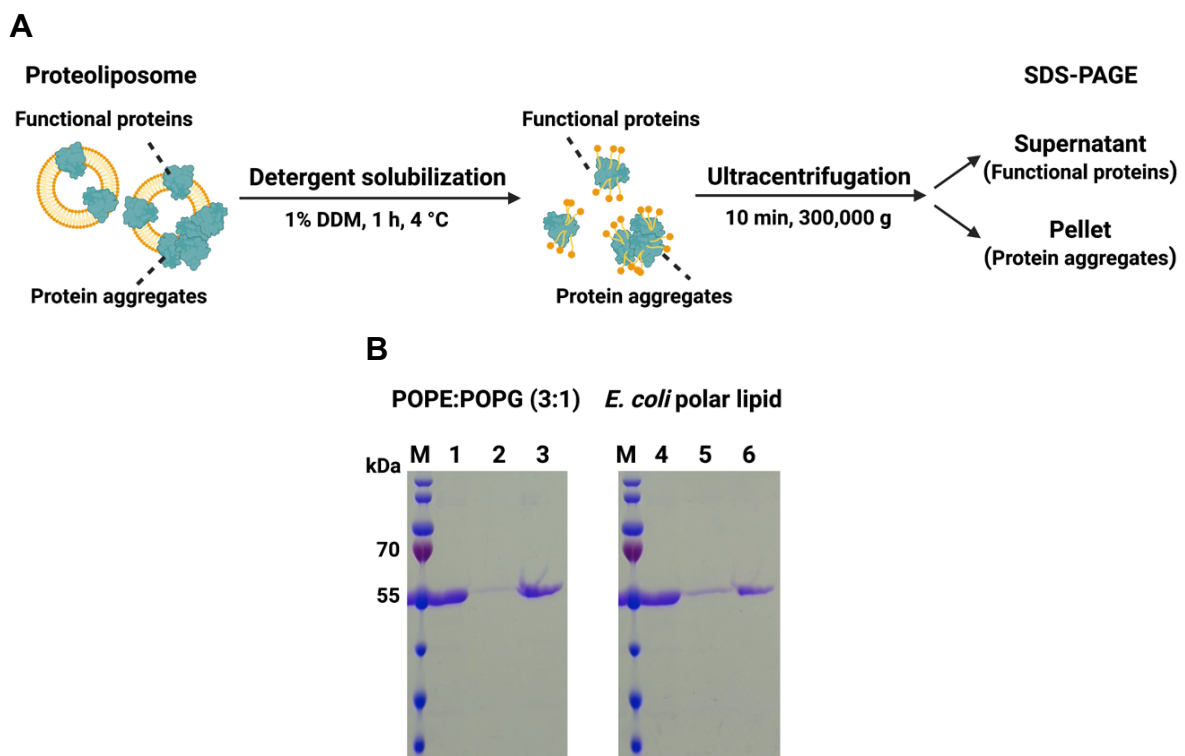 A
Proteoliposome
SDS-PAGE
Functional proteins
Functional proteins
Detergent solubilization
1% DDM, 1 h, 4 °C
Ultracentrifugation
10 min, 300,000 g
Supernatant
(Functional proteins)
Pellet
(Protein aggregates)
Protein aggregates
Protein aggregates
B
POPE:POPG (3:1)
E. coli polar lipid
kDa
M 1 2 3
M 4 5 6
70
55